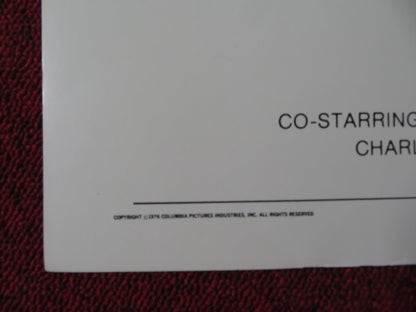 CO-STARRING
CHARL
COPYRIGHT ©1976 COLUMBIA PICTURES INDUSTRIES, INC. ALL RIGHTS RESERVED